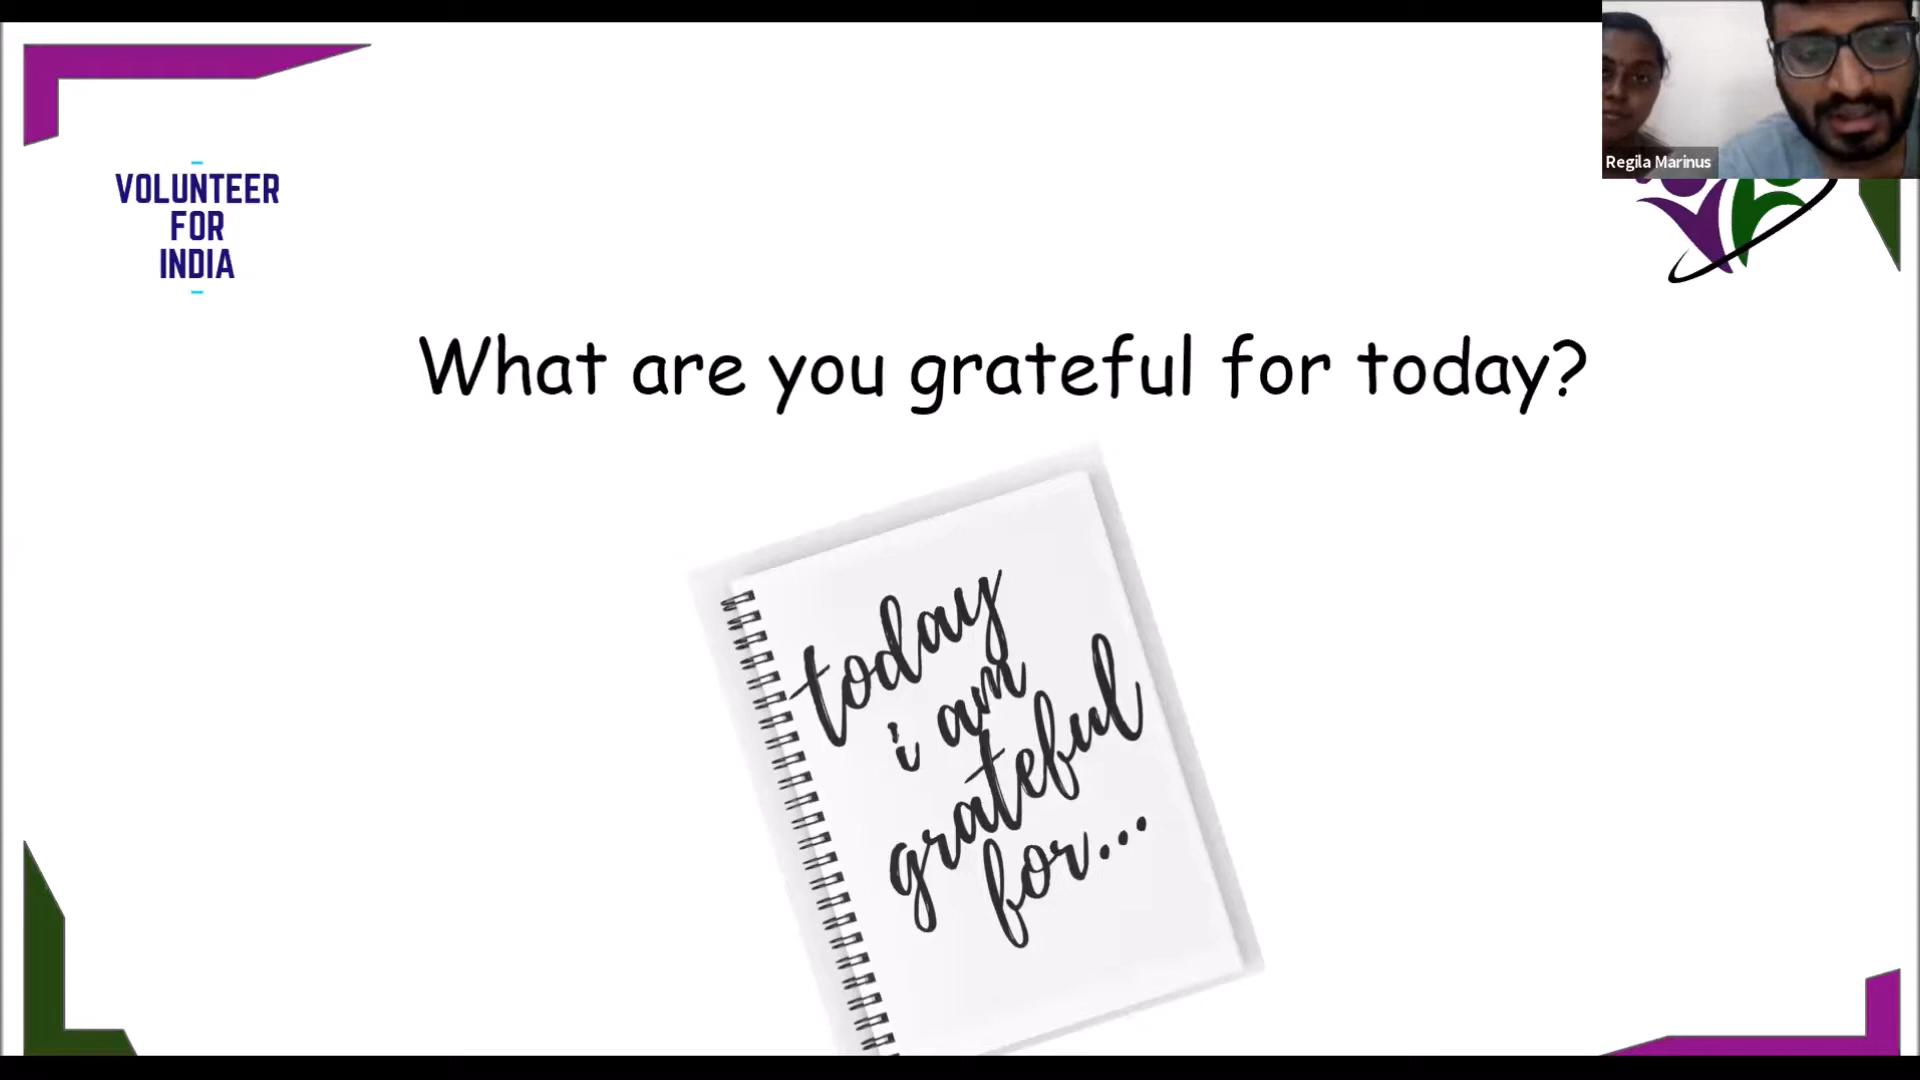 Regila Marinus
VOLUNTEER
FOR
INDIA
What are you grateful for today?
today
i am
grateful
for...